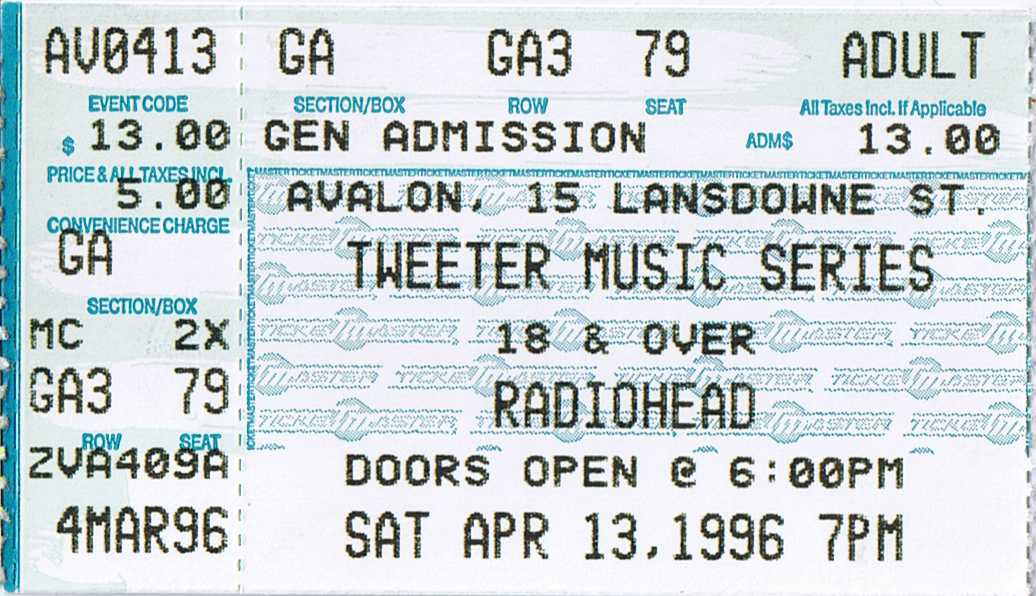 AV0413 GA GA3 79 ADULT
EVENT CODE SECTION/BOX ROW SEAT All Taxes Incl. If Applicable
$ 13.00 GEN ADMISSION ADM$ 13.00
PRICE & ALL TAXES INCL.
5.00 AVALON, 15 LANSDOWNE ST.
CONVENIENCE CHARGE
GA TWEETER MUSIC SERIES
SECTION/BOX
MC 2X 18 & OVER
GA3 79 RADIOHEAD
ROW SEAT
ZVA409A DOORS OPEN @ 6:00PM
4MAR96 SAT APR 13,1996 7PM